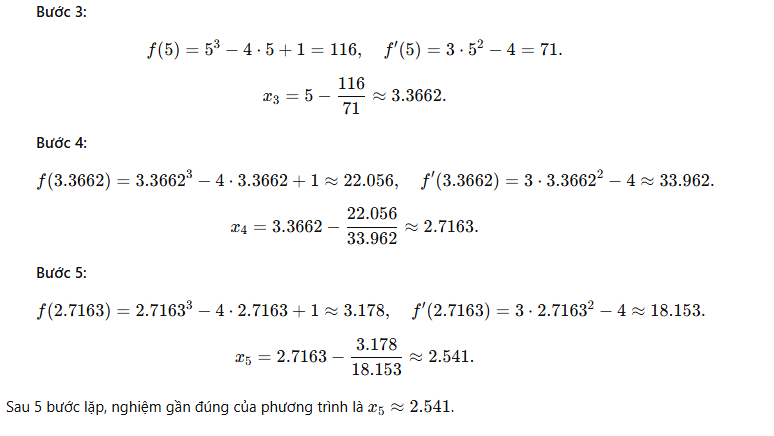 Bước 3:
f(5) = 5³ − 4 · 5 + 1 = 116,  f′(5) = 3 · 5² − 4 = 71.
x₃ = 5 − 116/71 ≈ 3.3662.
Bước 4:
f(3.3662) = 3.3662³ − 4 · 3.3662 + 1 ≈ 22.056,  f′(3.3662) = 3 · 3.3662² − 4 ≈ 33.962.
x₄ = 3.3662 − 22.056/33.962 ≈ 2.7163.
Bước 5:
f(2.7163) = 2.7163³ − 4 · 2.7163 + 1 ≈ 3.178,  f′(2.7163) = 3 · 2.7163² − 4 ≈ 18.153.
x₅ = 2.7163 − 3.178/18.153 ≈ 2.541.
Sau 5 bước lặp, nghiệm gần đúng của phương trình là x₅ ≈ 2.541.